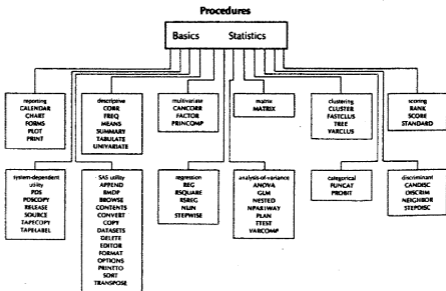 Procedures
Basics Statistics
reporting
CALENDAR
CHART
FORMS
PLOT
PRINT
descriptive
CORR
FREQ
MEANS
SUMMARY
TABULATE
UNIVARIATE
multivariate
CANCORR
FACTOR
PRINCOMP
matrix
MATRIX
clustering
CLUSTER
FASTCLUS
TREE
VARCLUS
scoring
RANK
SCORE
STANDARD
system-dependent
utility
PDS
PDSCOPY
RELEASE
SOURCE
TAPECOPY
TAPELABEL
SAS utility
APPEND
BMDP
BROWSE
CONTENTS
CONVERT
COPY
DATASETS
DELETE
EDITOR
FORMAT
OPTIONS
PRINTTO
SORT
TRANSPOSE
regression
REG
RSQUARE
RSREG
NLIN
STEPWISE
analysis-of-variance
ANOVA
GLM
NESTED
NPAR1WAY
PLAN
TTEST
VARCOMP
categorical
FUNCAT
PROBIT
discriminant
CANDISC
DISCRIM
NEIGHBOR
STEPDISC